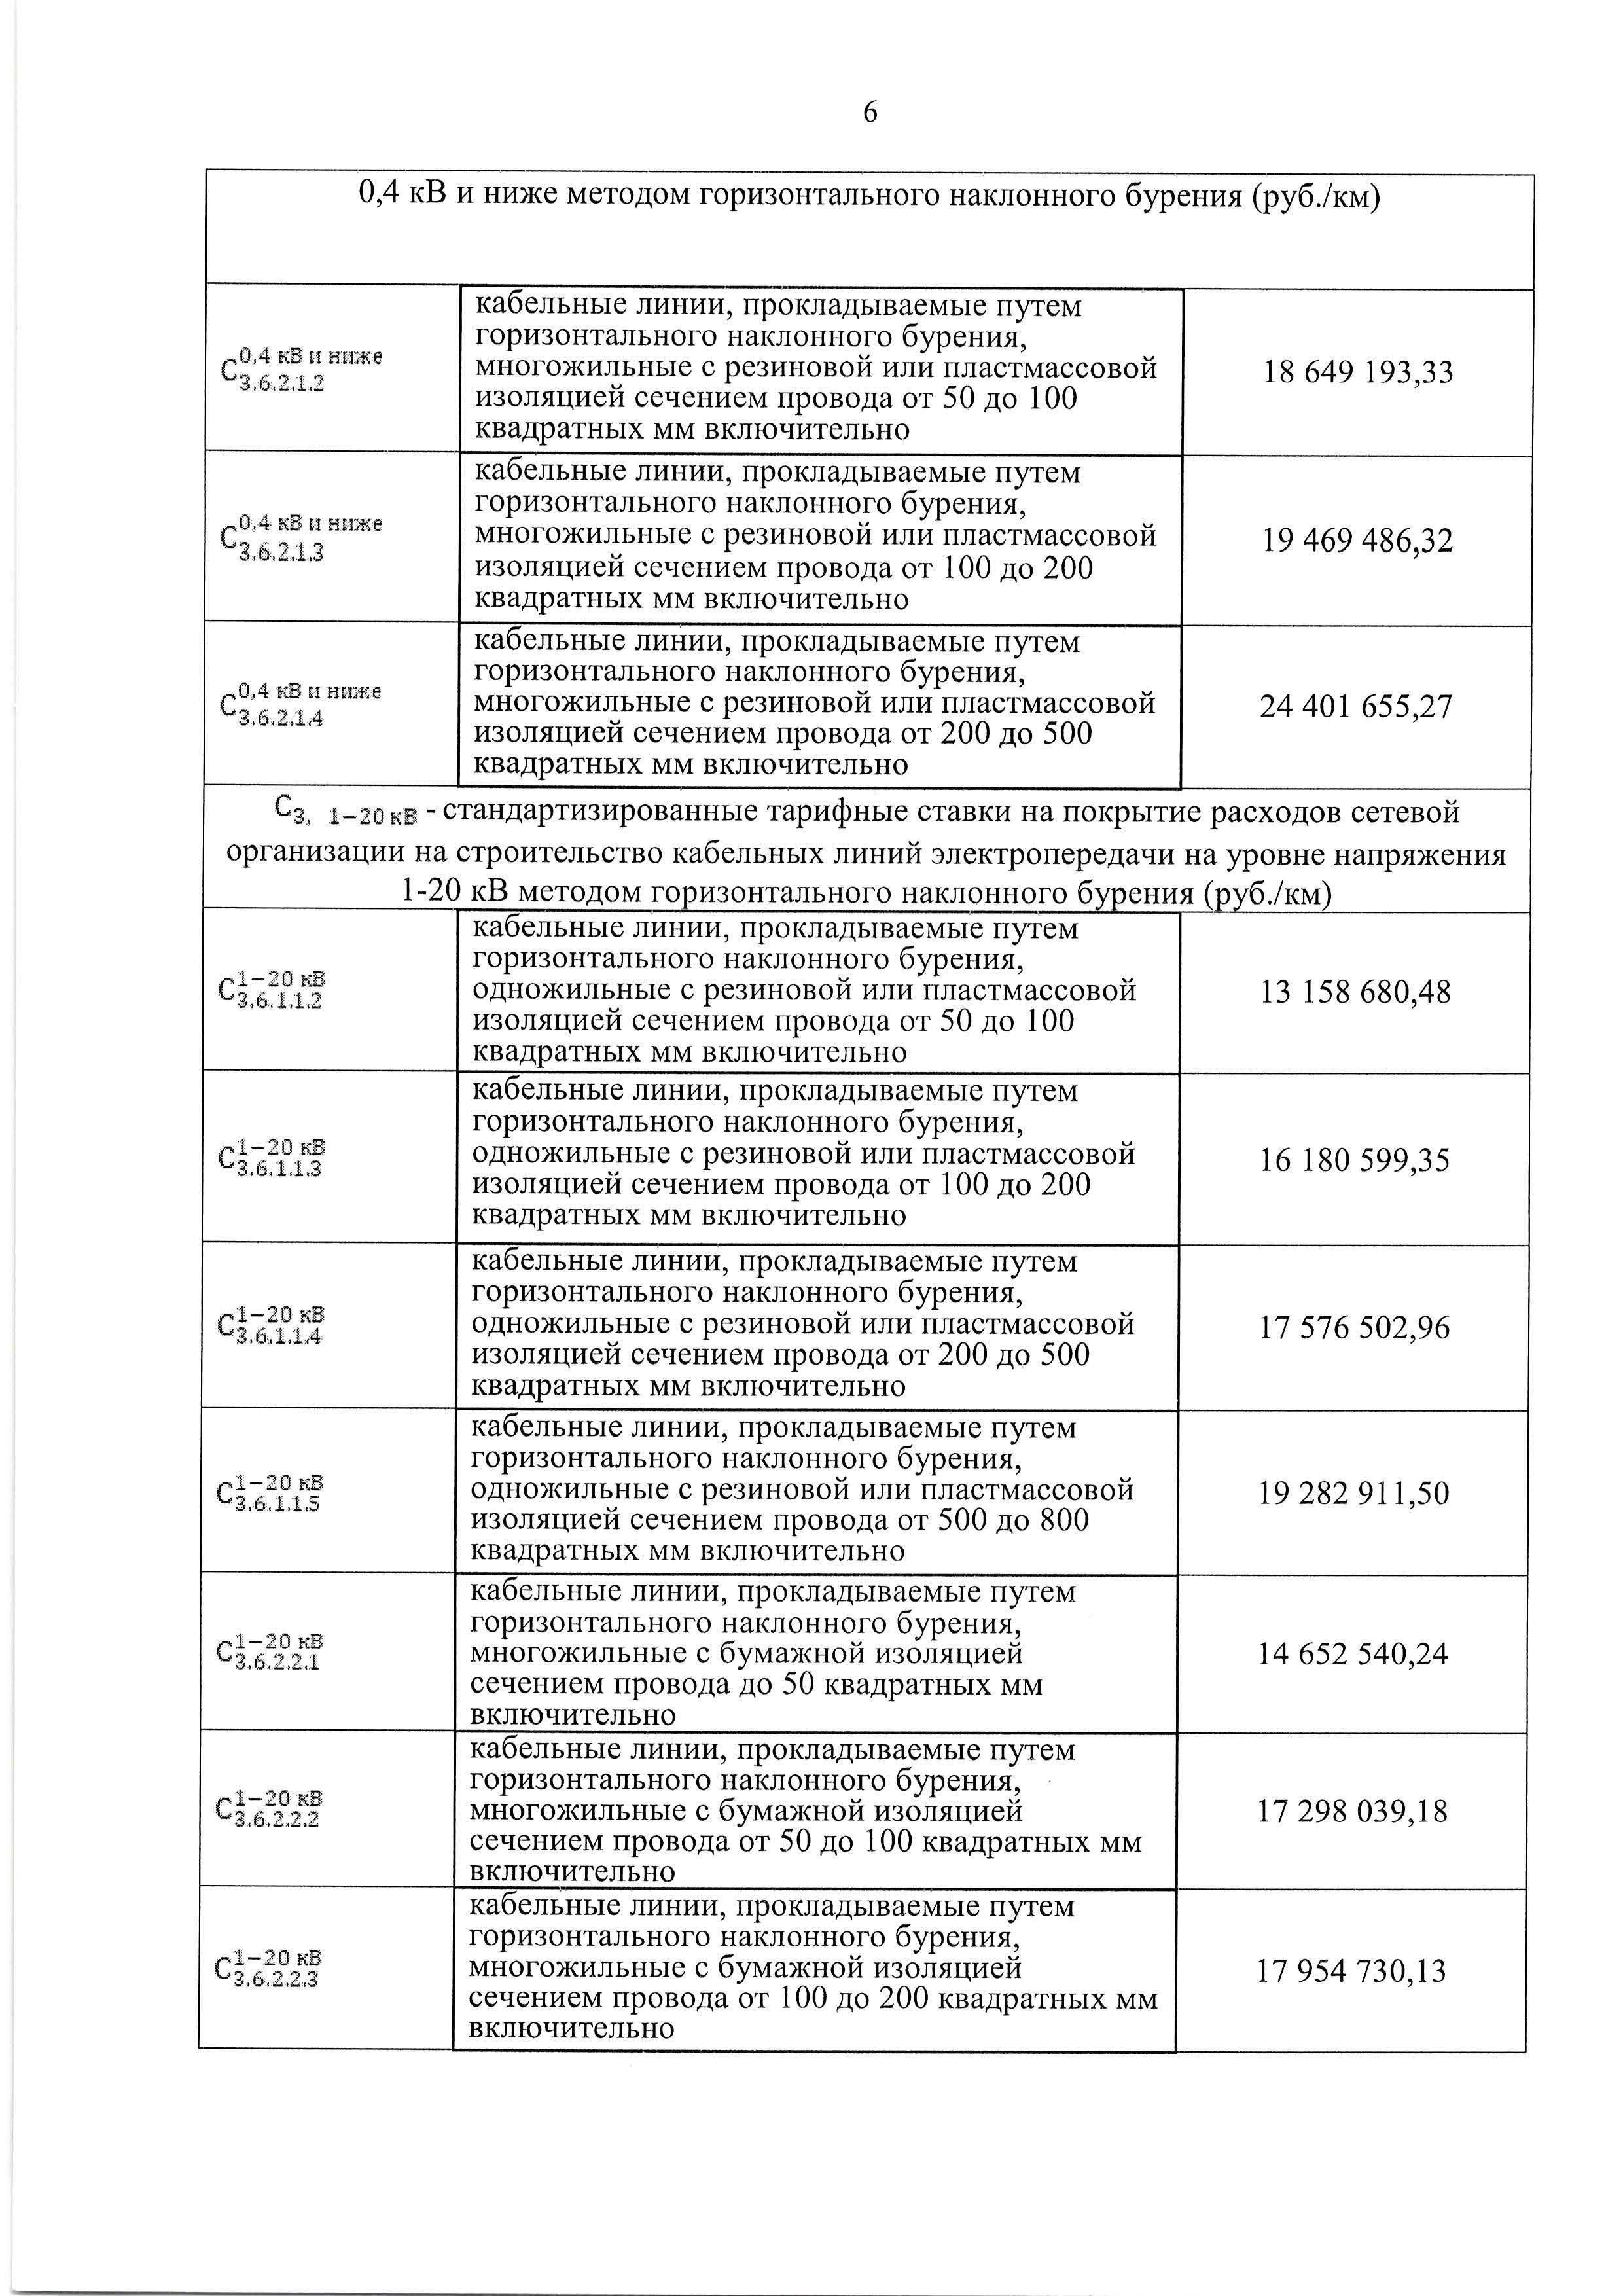 6
0,4 кВ и ниже методом горизонтального наклонного бурения (руб./км)
С 0,4 кВ и ниже 3.6.2.1.2
кабельные линии, прокладываемые путем
горизонтального наклонного бурения,
многожильные с резиновой или пластмассовой
изоляцией сечением провода от 50 до 100
квадратных мм включительно
18 649 193,33
С 0,4 кВ и ниже 3.6.2.1.3
кабельные линии, прокладываемые путем
горизонтального наклонного бурения,
многожильные с резиновой или пластмассовой
изоляцией сечением провода от 100 до 200
квадратных мм включительно
19 469 486,32
С 0,4 кВ и ниже 3.6.2.1.4
кабельные линии, прокладываемые путем
горизонтального наклонного бурения,
многожильные с резиновой или пластмассовой
изоляцией сечением провода от 200 до 500
квадратных мм включительно
24 401 655,27
С3, 1–20 кВ - стандартизированные тарифные ставки на покрытие расходов сетевой
организации на строительство кабельных линий электропередачи на уровне напряжения
1-20 кВ методом горизонтального наклонного бурения (руб./км)
С 1–20 кВ 3.6.1.1.2
кабельные линии, прокладываемые путем
горизонтального наклонного бурения,
одножильные с резиновой или пластмассовой
изоляцией сечением провода от 50 до 100
квадратных мм включительно
13 158 680,48
С 1–20 кВ 3.6.1.1.3
кабельные линии, прокладываемые путем
горизонтального наклонного бурения,
одножильные с резиновой или пластмассовой
изоляцией сечением провода от 100 до 200
квадратных мм включительно
16 180 599,35
С 1–20 кВ 3.6.1.1.4
кабельные линии, прокладываемые путем
горизонтального наклонного бурения,
одножильные с резиновой или пластмассовой
изоляцией сечением провода от 200 до 500
квадратных мм включительно
17 576 502,96
С 1–20 кВ 3.6.1.1.5
кабельные линии, прокладываемые путем
горизонтального наклонного бурения,
одножильные с резиновой или пластмассовой
изоляцией сечением провода от 500 до 800
квадратных мм включительно
19 282 911,50
С 1–20 кВ 3.6.2.2.1
кабельные линии, прокладываемые путем
горизонтального наклонного бурения,
многожильные с бумажной изоляцией
сечением провода до 50 квадратных мм
включительно
14 652 540,24
С 1–20 кВ 3.6.2.2.2
кабельные линии, прокладываемые путем
горизонтального наклонного бурения,
многожильные с бумажной изоляцией
сечением провода от 50 до 100 квадратных мм
включительно
17 298 039,18
С 1–20 кВ 3.6.2.2.3
кабельные линии, прокладываемые путем
горизонтального наклонного бурения,
многожильные с бумажной изоляцией
сечением провода от 100 до 200 квадратных мм
включительно
17 954 730,13